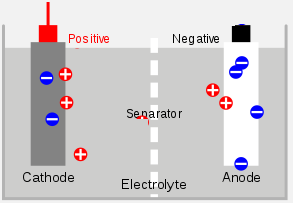 Positive
Negative
Separator
Cathode
Electrolyte
Anode